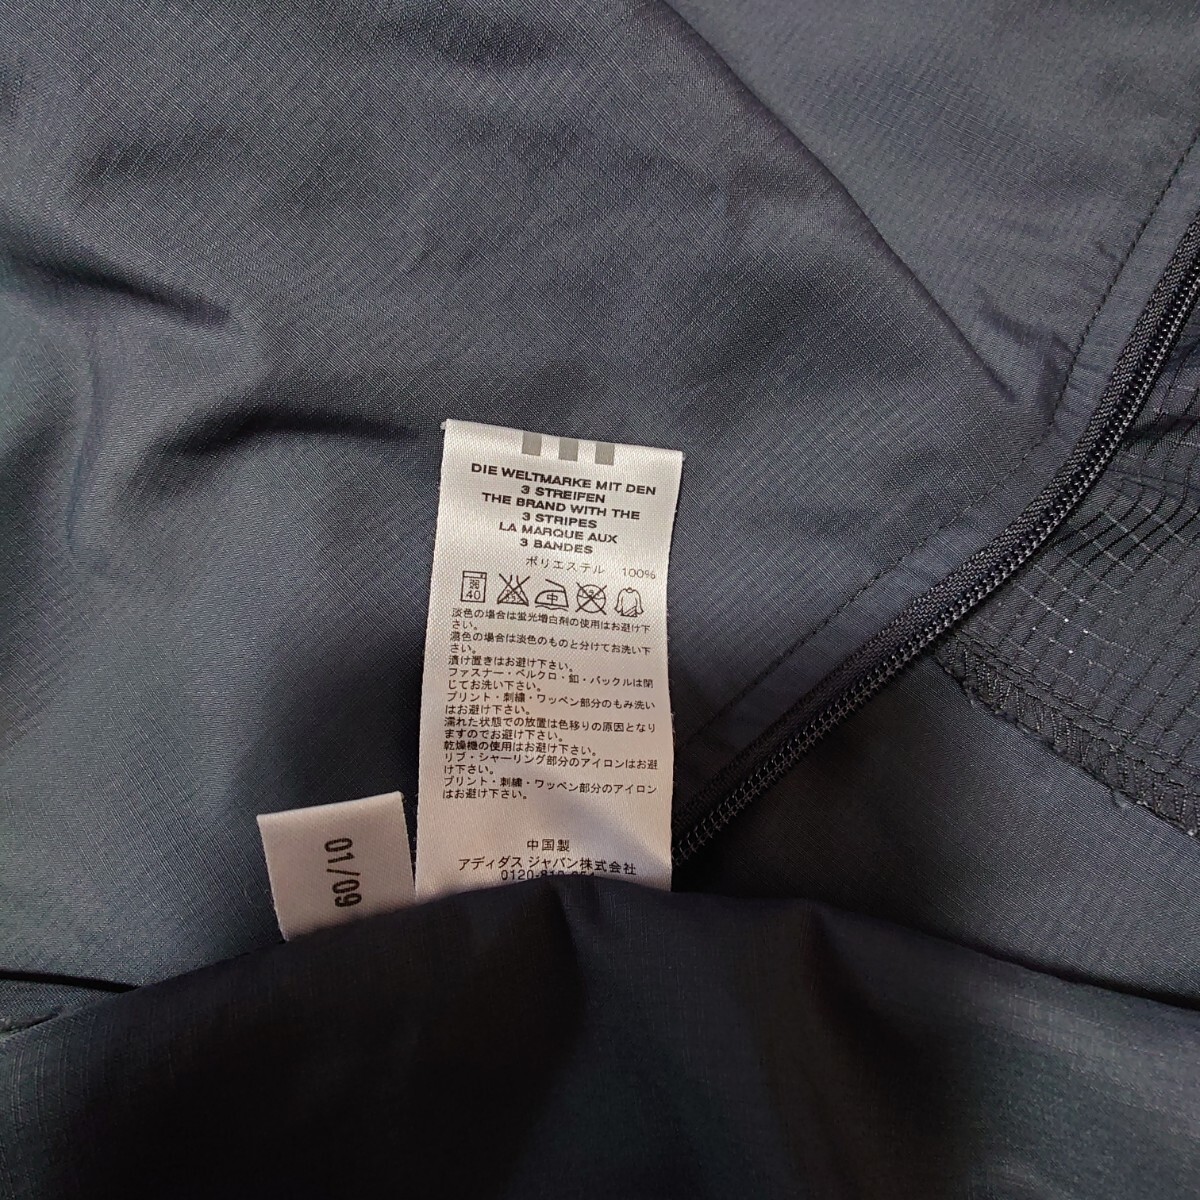 DIE WELTMARKE MIT DEN
3 STREIFEN
THE BRAND WITH THE
3 STRIPES
LA MARQUE AUX
3 BANDES
ポリエステル 100%
40
中
淡色の場合は蛍光増白剤の使用はお避け下
さい。
濃色の場合は淡色のものと分けてお洗い下
さい。
漬け置きはお避け下さい。
ファスナー・ベルクロ・釦・バックルは閉
じてお洗い下さい。
プリント・刺繍・ワッペン部分のもみ洗い
はお避け下さい。
濡れた状態での放置は色移りの原因となり
ますのでお避け下さい。
乾燥機の使用はお避け下さい。
リブ・シャーリング部分のアイロンはお避
け下さい。
プリント・刺繍・ワッペン部分のアイロン
はお避け下さい。
中国製
アディダス ジャパン株式会社
01/09